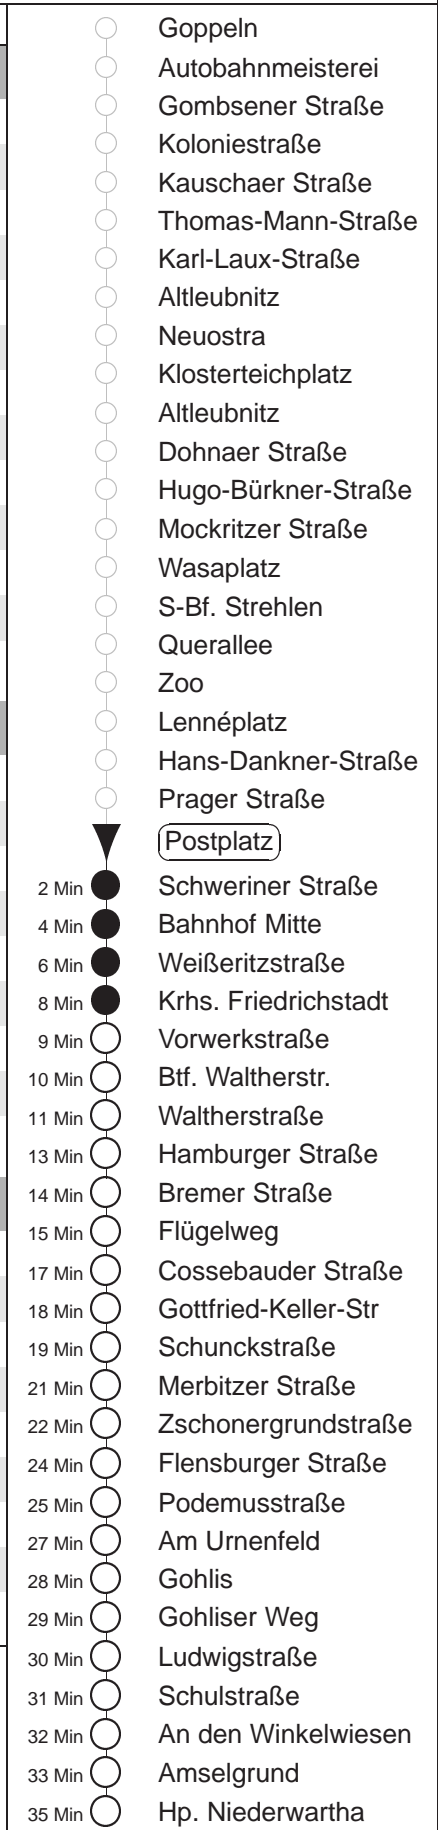 Goppeln
Autobahnmeisterei
Gombsener Straße
Koloniestraße
Kauschaer Straße
Thomas-Mann-Straße
Karl-Laux-Straße
Altleubnitz
Neuostra
Klosterteichplatz
Altleubnitz
Dohnaer Straße
Hugo-Bürkner-Straße
Mockritzer Straße
Wasaplatz
S-Bf. Strehlen
Querallee
Zoo
Lennéplatz
Hans-Dankner-Straße
Prager Straße
Postplatz
2 Min Schweriner Straße
4 Min Bahnhof Mitte
6 Min Weißeritzstraße
8 Min Krhs. Friedrichstadt
9 Min Vorwerkstraße
10 Min Btf. Waltherstr.
11 Min Waltherstraße
13 Min Hamburger Straße
14 Min Bremer Straße
15 Min Flügelweg
17 Min Cossebauder Straße
18 Min Gottfried-Keller-Str
19 Min Schunckstraße
21 Min Merbitzer Straße
22 Min Zschonergrundstraße
24 Min Flensburger Straße
25 Min Podemusstraße
27 Min Am Urnenfeld
28 Min Gohlis
29 Min Gohliser Weg
30 Min Ludwigstraße
31 Min Schulstraße
32 Min An den Winkelwiesen
33 Min Amselgrund
35 Min Hp. Niederwartha